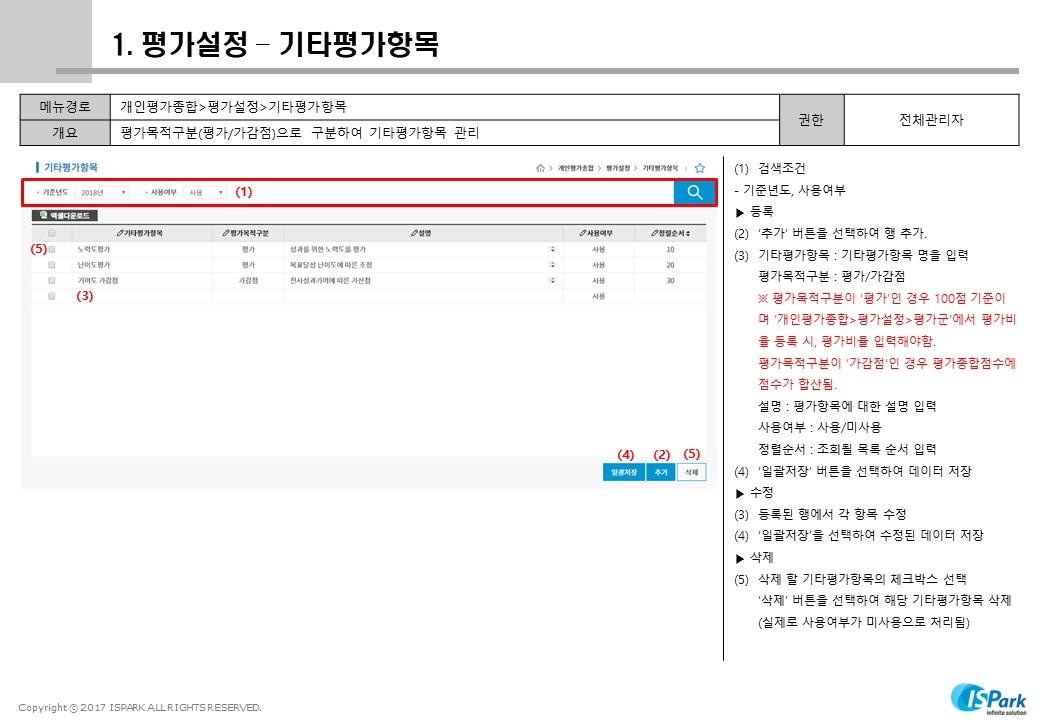 1. 평가설정 – 기타평가항목
메뉴경로 개인평가종합>평가설정>기타평가항목 권한 전체관리자
개요 평가목적구분(평가/가감점)으로 구분하여 기타평가항목 관리
기타평가항목 개인평가종합 > 평가설정 > 기타평가항목
기준년도 2018년 사용여부 사용 (1)
엑셀다운로드
기타평가항목 평가목적구분 설명 사용여부 정렬순서
(5) 노력도평가 평가 성과를 위한 노력도를 평가 사용 10
난이도평가 평가 목표달성 난이도에 따른 조정 사용 20
기여도 가감점 가감점 전사성과기여에 따른 가산점 사용 30
(3) 사용
(4) (2) (5)
일괄저장 추가 삭제
(1) 검색조건
- 기준년도, 사용여부
▶ 등록
(2) ‘추가’ 버튼을 선택하여 행 추가.
(3) 기타평가항목 : 기타평가항목 명을 입력
평가목적구분 : 평가/가감점
※ 평가목적구분이 ‘평가’인 경우 100점 기준이
며 ‘개인평가종합>평가설정>평가군’에서 평가비
율 등록 시, 평가비율 입력해야함.
평가목적구분이 ‘가감점’인 경우 평가종합점수에
점수가 합산됨.
설명 : 평가항목에 대한 설명 입력
사용여부 : 사용/미사용
정렬순서 : 조회될 목록 순서 입력
(4) ‘일괄저장’ 버튼을 선택하여 데이터 저장
▶ 수정
(3) 등록된 행에서 각 항목 수정
(4) ‘일괄저장’을 선택하여 수정된 데이터 저장
▶ 삭제
(5) 삭제 할 기타평가항목의 체크박스 선택
‘삭제’ 버튼을 선택하여 해당 기타평가항목 삭제
(실제로 사용여부가 미사용으로 처리됨)
Copyright ⓒ 2017 ISPARK ALL RIGHTS RESERVED.
ISPark
infinite solution